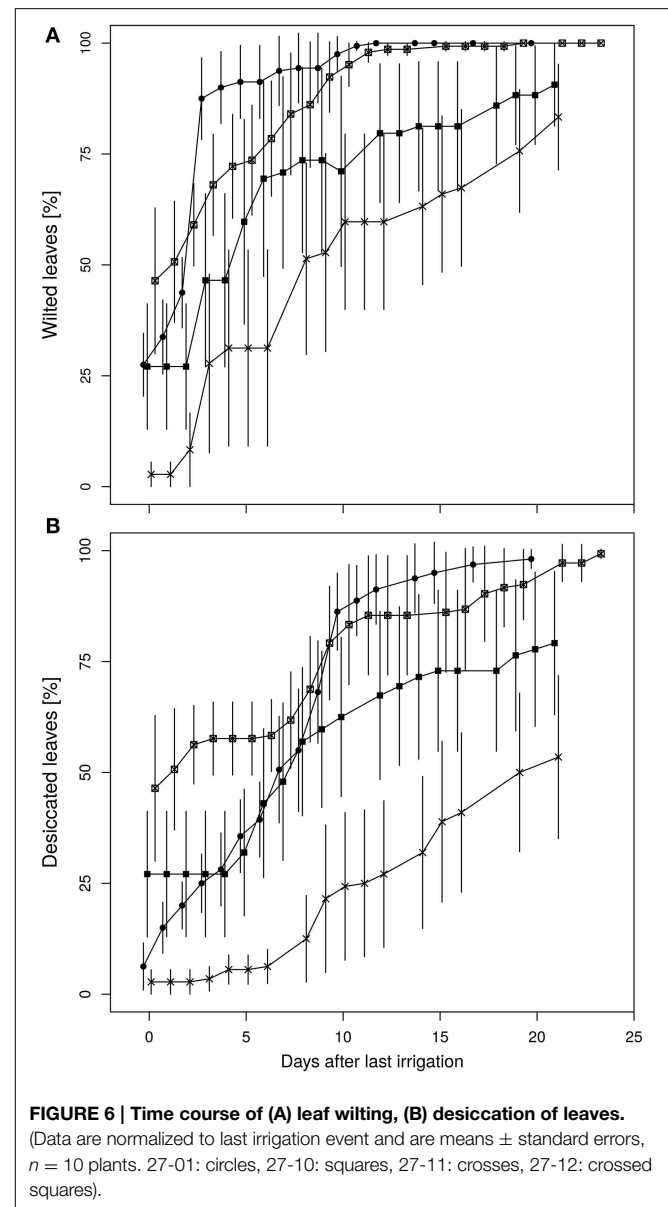 A
100
75
50
25
0
Wilted leaves [%]
B
100
75
50
25
0
Desiccated leaves [%]
0 5 10 15 20 25
Days after last irrigation
FIGURE 6 | Time course of (A) leaf wilting, (B) desiccation of leaves.
(Data are normalized to last irrigation event and are means ± standard errors,
n = 10 plants. 27-01: circles, 27-10: squares, 27-11: crosses, 27-12: crossed
squares).